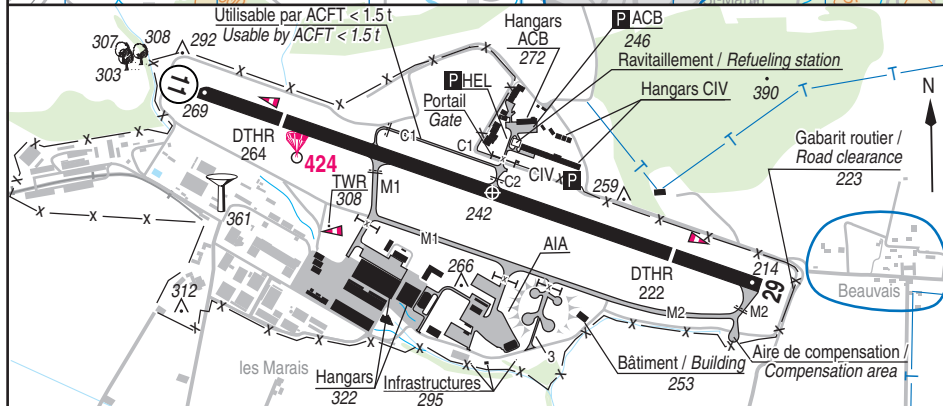 Utilisable par ACFT < 1.5 t
Usable by ACFT < 1.5 t
307
308
303
292
11
269
DTHR
264
424
Hangars
ACB
272
P ACB
246
Ravitaillement / Refueling station
390
P HEL
Portail
Gate
Hangars CIV
C1
C1
C2
CIV
P
259
N
Gabarit routier /
Road clearance
223
TWR
308
M1
361
242
M1
AIA
266
DTHR
222
214
29
Beauvais
312
M2
M2
3
les Marais
Hangars
322
Infrastructures
295
Bâtiment / Building
253
Aire de compensation /
Compensation area